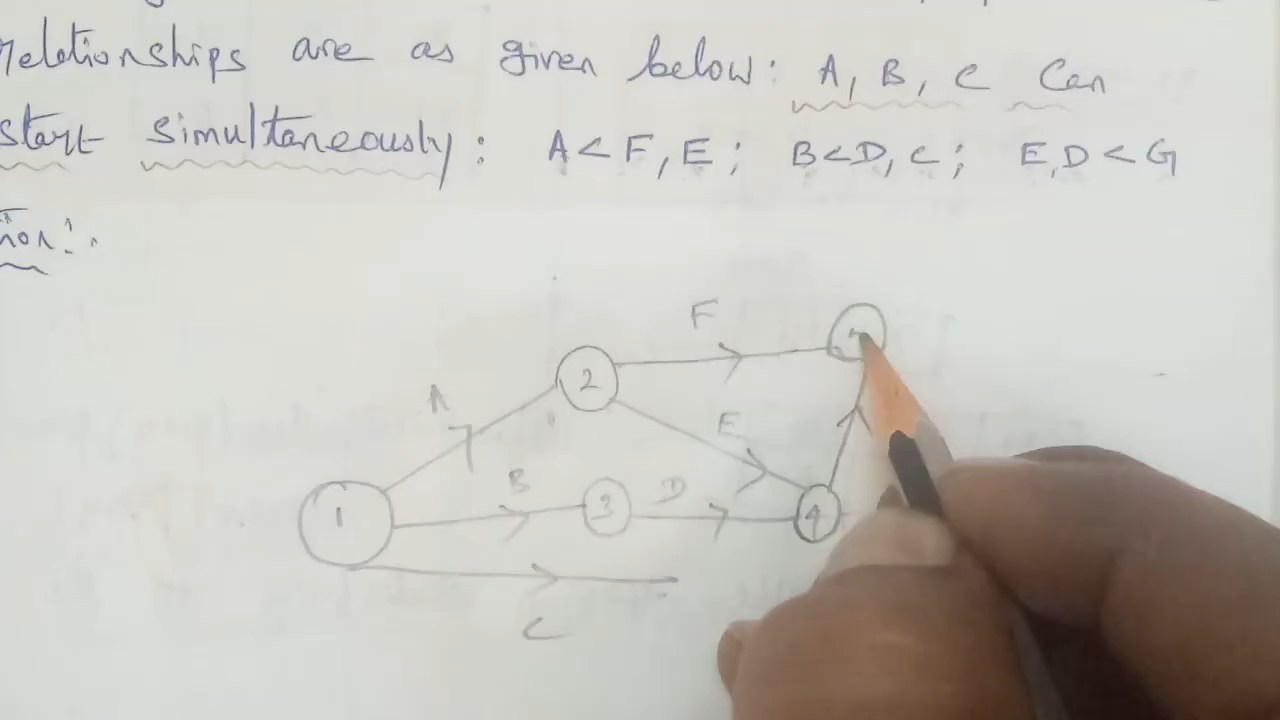 relationships are as given below: A, B, C Can
start simultaneously: A<F, E; B<D, C; E,D <G
F
2
A
E
B
3
D
1
4
C